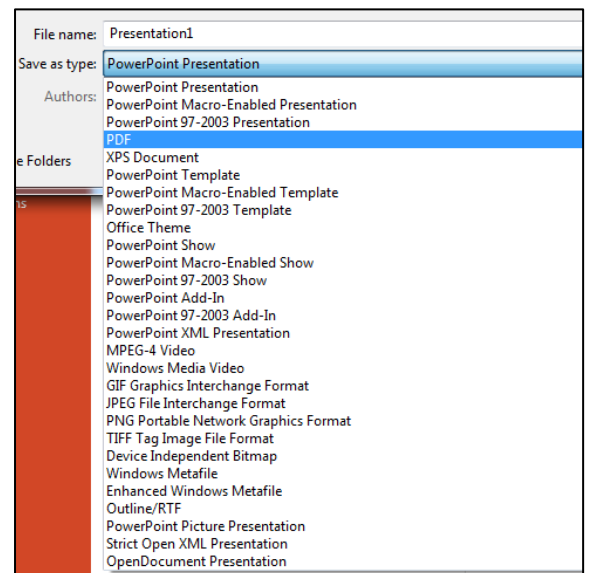 File name: Presentation1
Save as type: PowerPoint Presentation
Authors:
PowerPoint Presentation
PowerPoint Macro-Enabled Presentation
PowerPoint 97-2003 Presentation
PDF
e Folders
XPS Document
PowerPoint Template
PowerPoint Macro-Enabled Template
ns
PowerPoint 97-2003 Template
Office Theme
PowerPoint Show
PowerPoint Macro-Enabled Show
PowerPoint 97-2003 Show
PowerPoint Add-In
PowerPoint 97-2003 Add-In
PowerPoint XML Presentation
MPEG-4 Video
Windows Media Video
GIF Graphics Interchange Format
JPEG File Interchange Format
PNG Portable Network Graphics Format
TIFF Tag Image File Format
Device Independent Bitmap
Windows Metafile
Enhanced Windows Metafile
Outline/RTF
PowerPoint Picture Presentation
Strict Open XML Presentation
OpenDocument Presentation